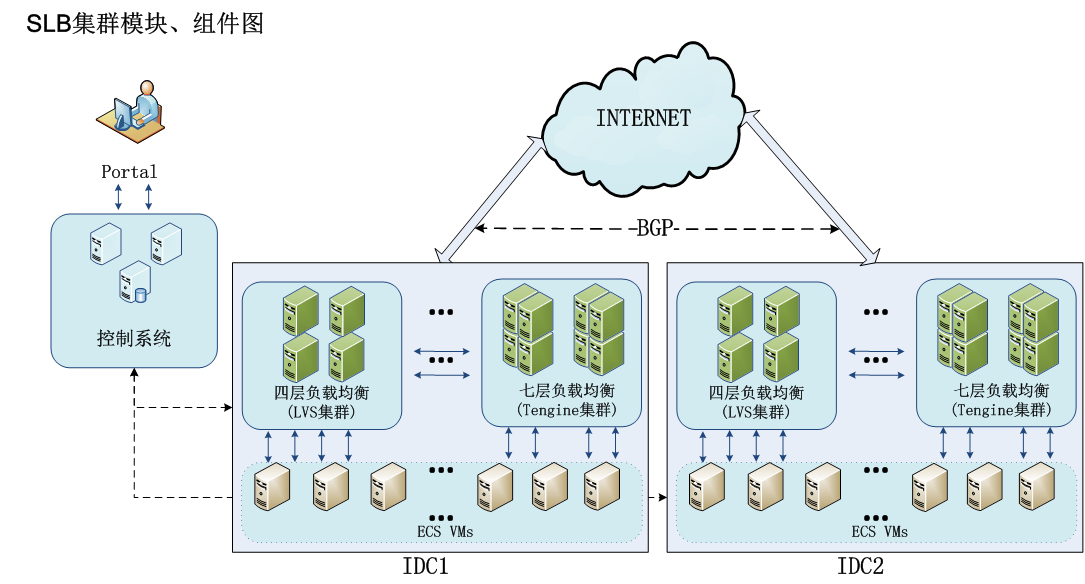 SLB集群模块、组件图
INTERNET
Portal
BGP
控制系统
四层负载均衡
(LVS集群)
七层负载均衡
(Tengine集群)
四层负载均衡
(LVS集群)
七层负载均衡
(Tengine集群)
ECS VMs
ECS VMs
IDC1
IDC2